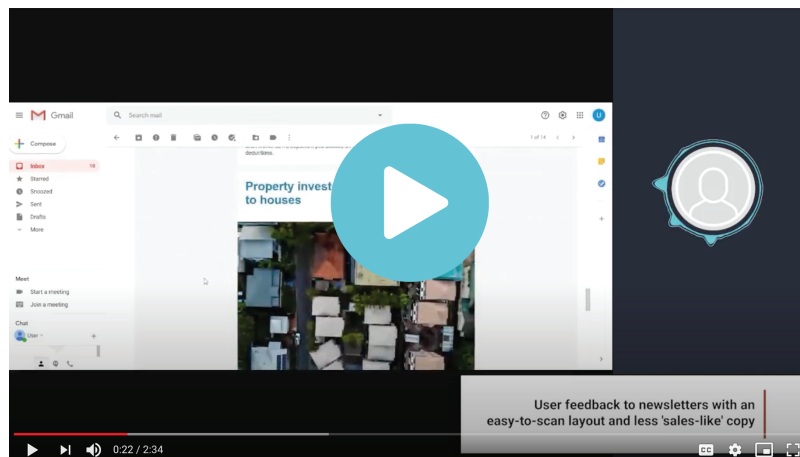 Gmail
Search mail
U
Compose
1 of 14
deductions.
Inbox
19
Starred
Snoozed
Property invest
to houses
Sent
Drafts
More
Meet
Start a meeting
Join a meeting
Chat
User
User feedback to newsletters with an
easy-to-scan layout and less 'sales-like' copy
0:22 / 2:34
CC